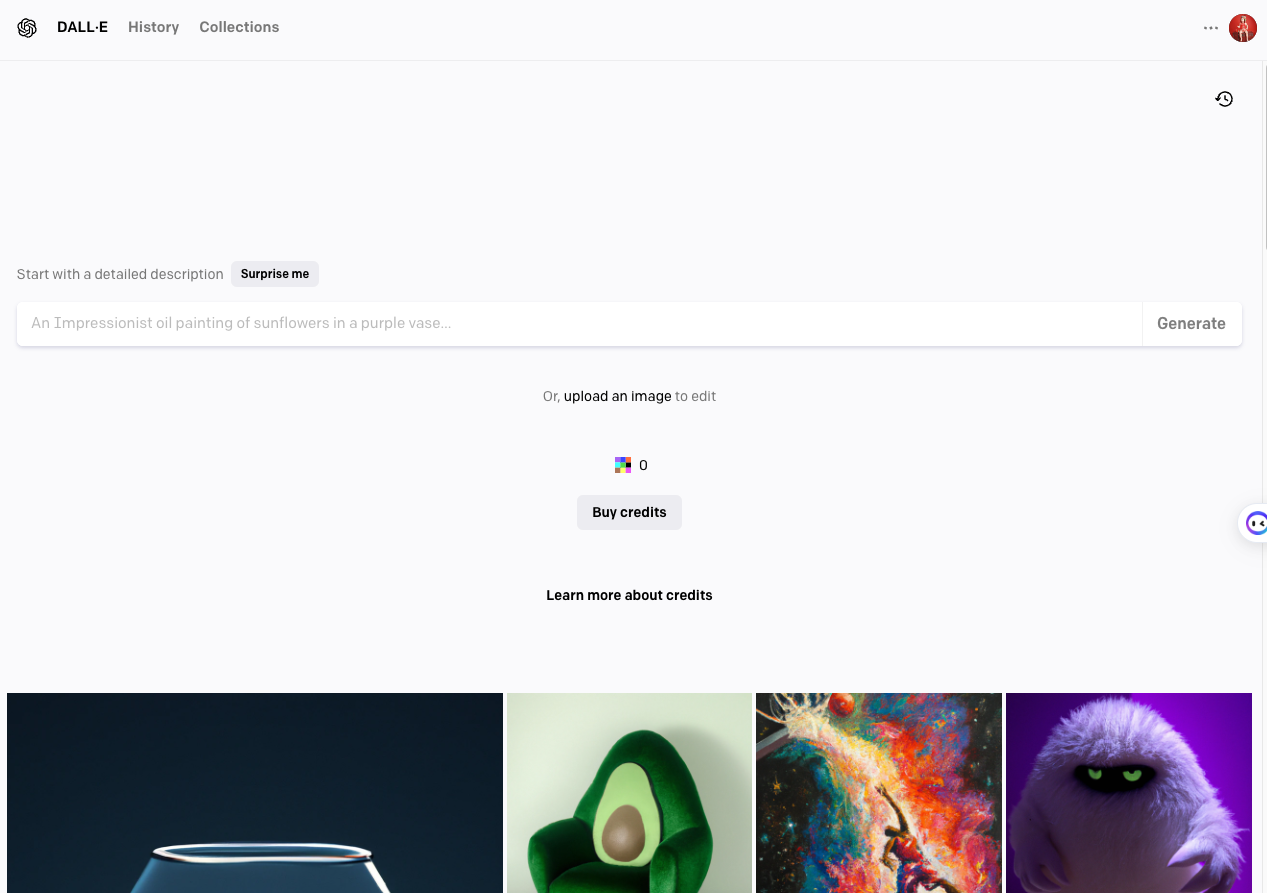 DALL·E History Collections
Start with a detailed description Surprise me
An Impressionist oil painting of sunflowers in a purple vase... Generate
Or, upload an image to edit
0
Buy credits
Learn more about credits